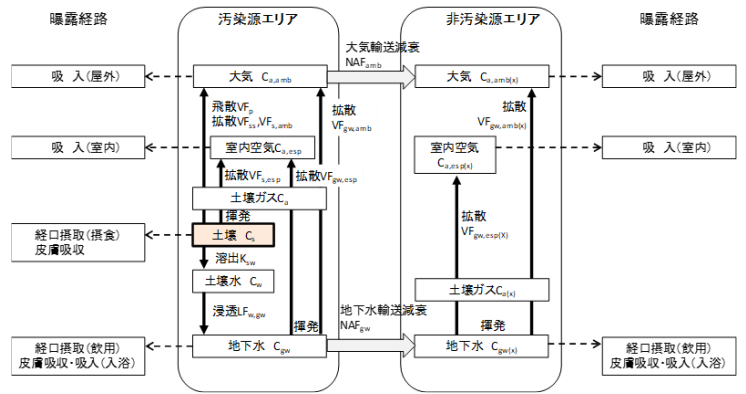 曝露経路
汚染源エリア
非汚染源エリア
曝露経路
大気輸送減衰
NAFamb
吸 入(屋外)
大気 Ca,amb
大気 Ca,amb(x)
吸 入(屋外)
飛散VFp
拡散VFss,VFs,amb
拡散
VFgw,amb
拡散
VFgw,amb(x)
吸 入(室内)
室内空気Ca,esp
室内空気
Ca,esp(x)
吸 入(室内)
拡散VFs,esp
拡散VFgw,esp
土壌ガスCa
揮発
拡散
VFgw,esp(X)
経口摂取(摂食)
皮膚吸収
土壌 Cs
溶出Ksw
土壌水 Cw
土壌ガスCa(x)
浸透LFw,gw
揮発
地下水輸送減衰
NAFgw
揮発
経口摂取(飲用)
皮膚吸収・吸入(入浴)
地下水 Cgw
地下水 Cgw(x)
経口摂取(飲用)
皮膚吸収・吸入(入浴)